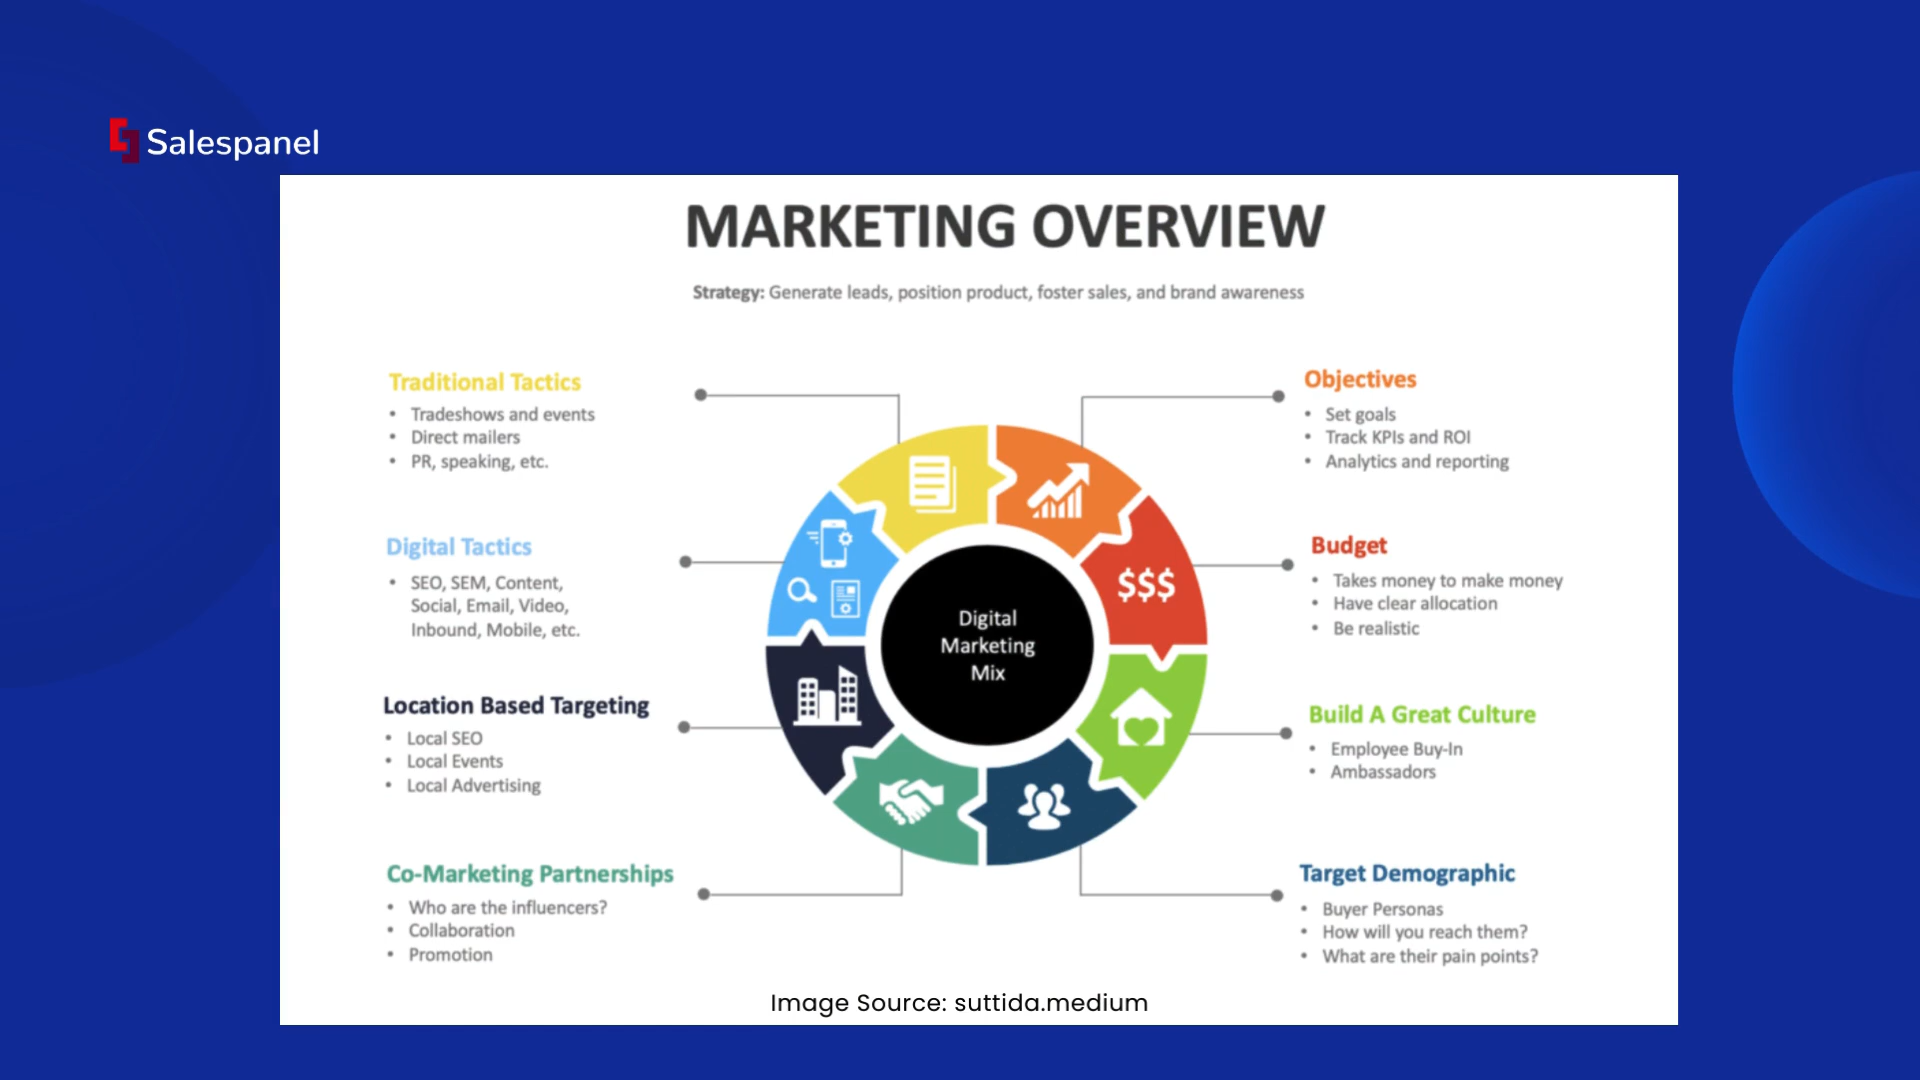 Salespanel
MARKETING OVERVIEW
Strategy: Generate leads, position product, foster sales, and brand awareness
Traditional Tactics
• Tradeshows and events
• Direct mailers
• PR, speaking, etc.
Digital Tactics
• SEO, SEM, Content,
Social, Email, Video,
Inbound, Mobile, etc.
Location Based Targeting
• Local SEO
• Local Events
• Local Advertising
Co-Marketing Partnerships
• Who are the influencers?
• Collaboration
• Promotion
$$$
Digital
Marketing
Mix
Objectives
• Set goals
• Track KPIs and ROI
• Analytics and reporting
Budget
• Takes money to make money
• Have clear allocation
• Be realistic
Build A Great Culture
• Employee Buy-In
• Ambassadors
Target Demographic
• Buyer Personas
• How will you reach them?
• What are their pain points?
Image Source: suttida.medium